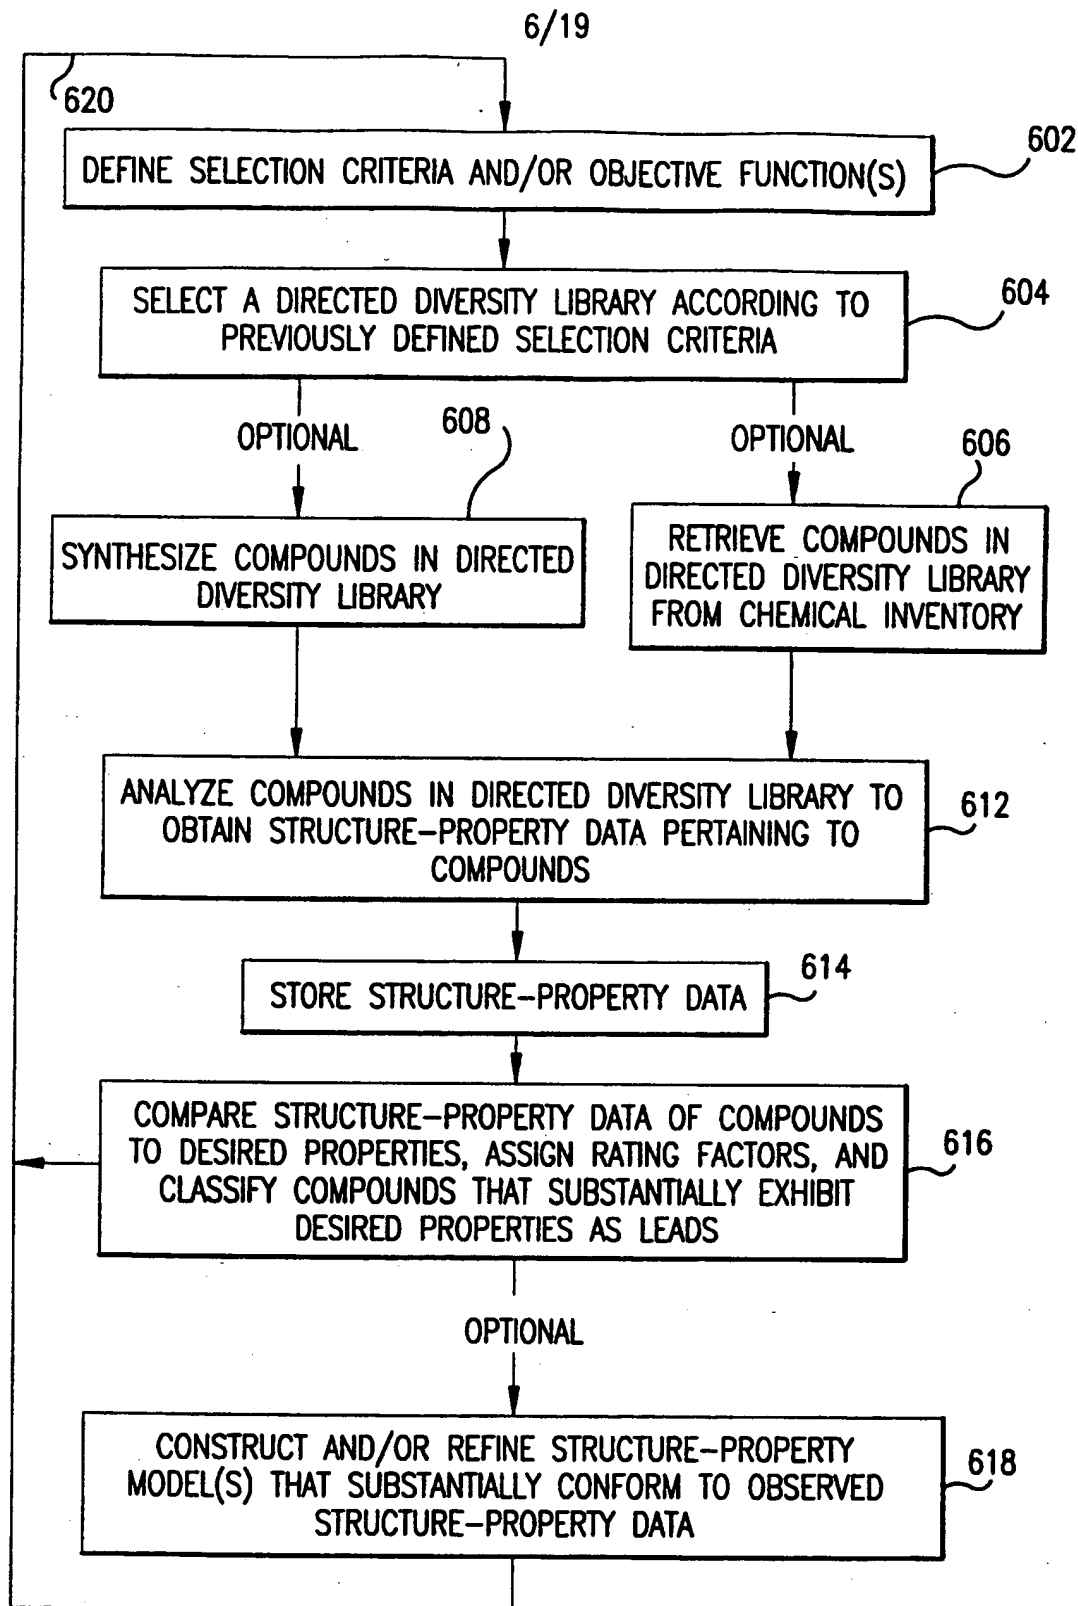 6/19
620
602
DEFINE SELECTION CRITERIA AND/OR OBJECTIVE FUNCTION(S)
604
SELECT A DIRECTED DIVERSITY LIBRARY ACCORDING TO
PREVIOUSLY DEFINED SELECTION CRITERIA
OPTIONAL
608
OPTIONAL
606
SYNTHESIZE COMPOUNDS IN DIRECTED
DIVERSITY LIBRARY
RETRIEVE COMPOUNDS IN
DIRECTED DIVERSITY LIBRARY
FROM CHEMICAL INVENTORY
ANALYZE COMPOUNDS IN DIRECTED DIVERSITY LIBRARY TO
OBTAIN STRUCTURE-PROPERTY DATA PERTAINING TO
COMPOUNDS
612
STORE STRUCTURE-PROPERTY DATA
614
COMPARE STRUCTURE-PROPERTY DATA OF COMPOUNDS
TO DESIRED PROPERTIES, ASSIGN RATING FACTORS, AND
CLASSIFY COMPOUNDS THAT SUBSTANTIALLY EXHIBIT
DESIRED PROPERTIES AS LEADS
616
OPTIONAL
CONSTRUCT AND/OR REFINE STRUCTURE-PROPERTY
MODEL(S) THAT SUBSTANTIALLY CONFORM TO OBSERVED
STRUCTURE-PROPERTY DATA
618